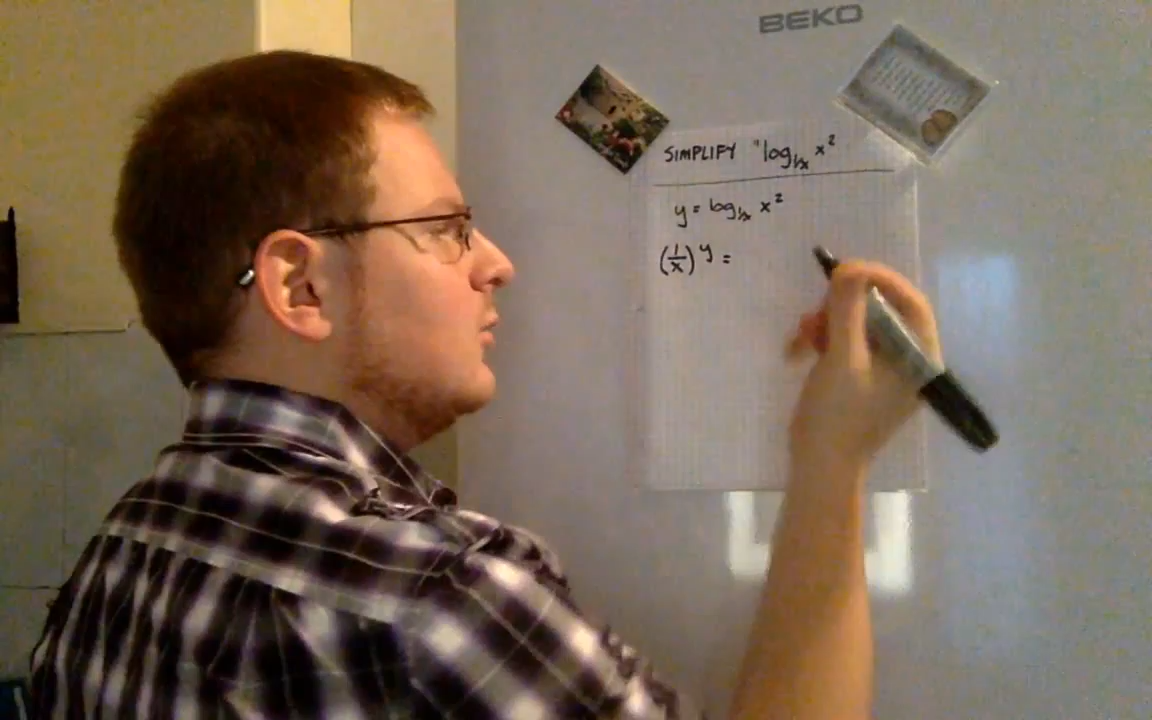 BEKO
SIMPLIFY "log₁/ₓ x²
y = log₁/ₓ x²
(1/x)^y =